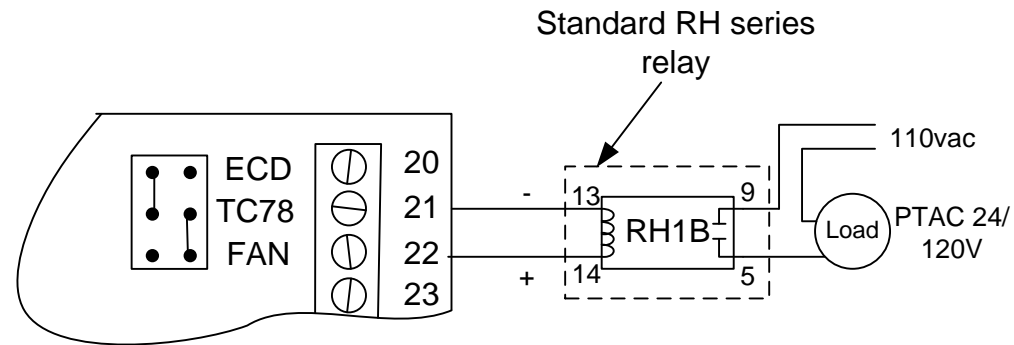 Standard RH series
relay
ECD
TC78
FAN
20
21
22
23
-
+
13
14
RH1B
9
5
110vac
Load
PTAC 24/
120V